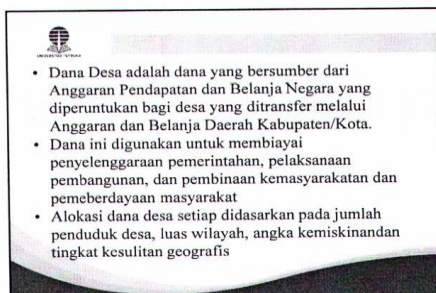 UNIVERSITAS TERBUKA
• Dana Desa adalah dana yang bersumber dari
Anggaran Pendapatan dan Belanja Negara yang
diperuntukan bagi desa yang ditransfer melalui
Anggaran dan Belanja Daerah Kabupaten/Kota.
• Dana ini digunakan untuk membiayai
penyelenggaraan pemerintahan, pelaksanaan
pembangunan, dan pembinaan kemasyarakatan dan
pemeberdayaan masyarakat
• Alokasi dana desa setiap didasarkan pada jumlah
penduduk desa, luas wilayah, angka kemiskinandan
tingkat kesulitan geografis